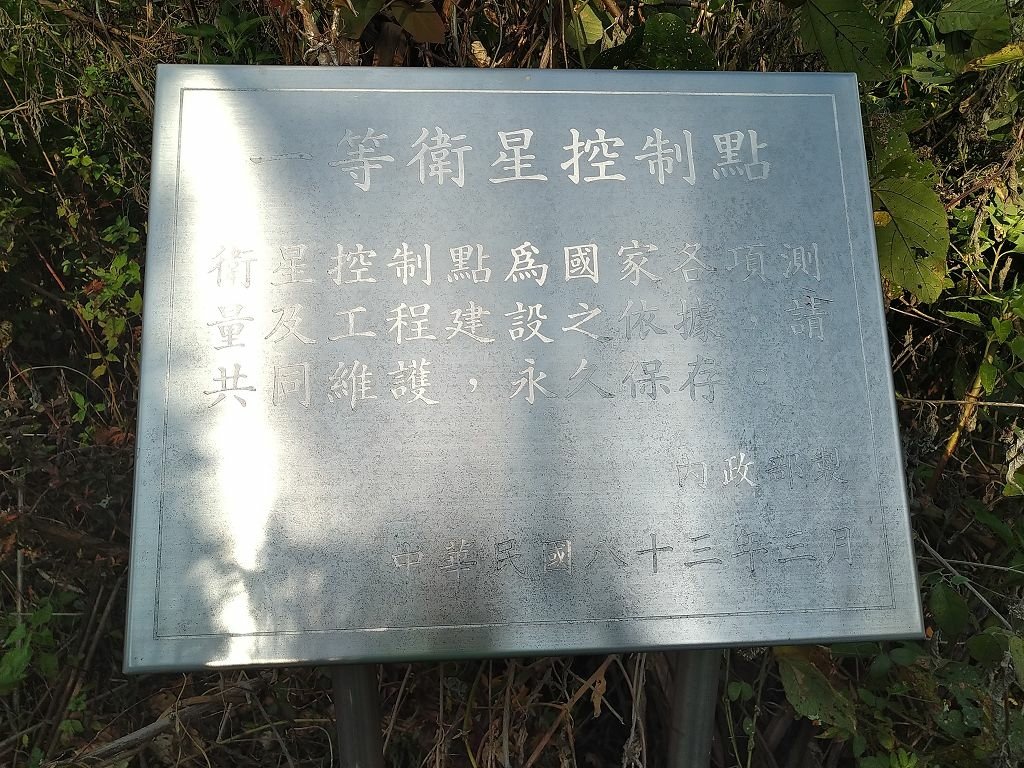 一等衛星控制點
衛星控制點為國家各項測
量及工程建設之依據，請
共同維護，永久保存。
內政部製
中華民國八十三年三月